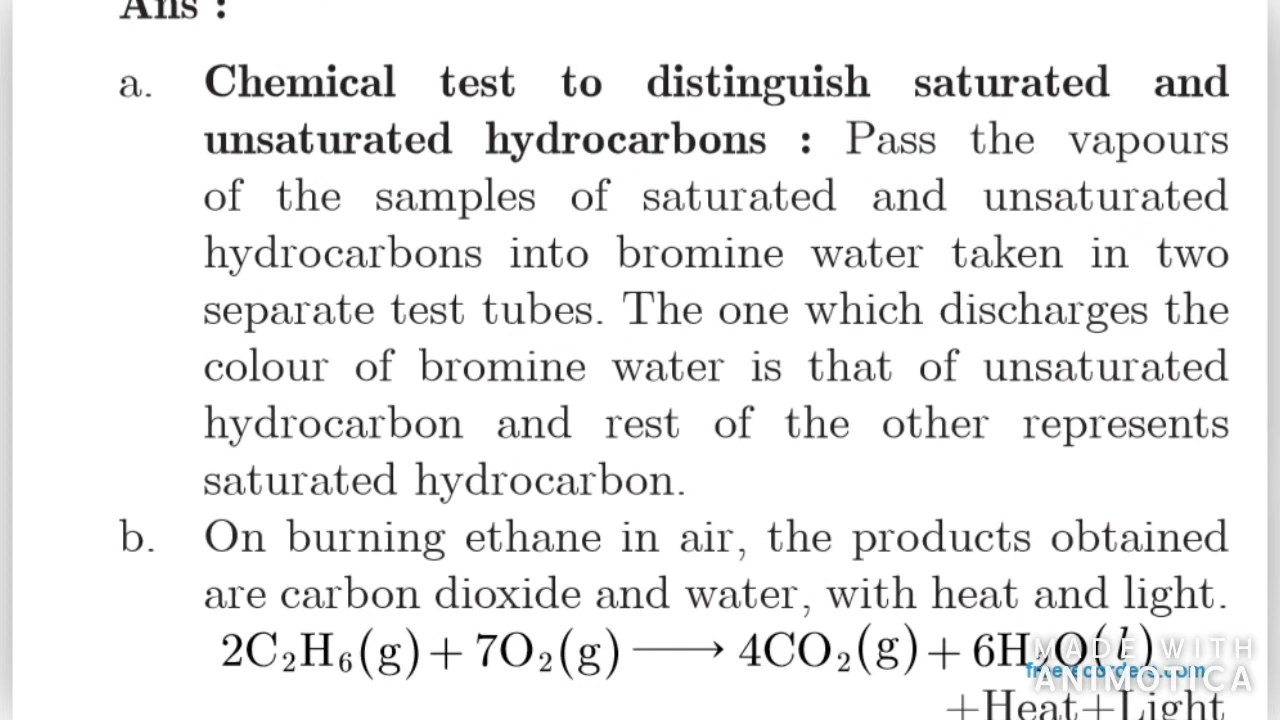 Ans :
a. Chemical test to distinguish saturated and
unsaturated hydrocarbons : Pass the vapours
of the samples of saturated and unsaturated
hydrocarbons into bromine water taken in two
separate test tubes. The one which discharges the
colour of bromine water is that of unsaturated
hydrocarbon and rest of the other represents
saturated hydrocarbon.
b. On burning ethane in air, the products obtained
are carbon dioxide and water, with heat and light.
2C₂H₆(g) + 7O₂(g) ⟶ 4CO₂(g) + 6H₂O(l)
+Heat+Light
MADE WITH
ANIMOTICA